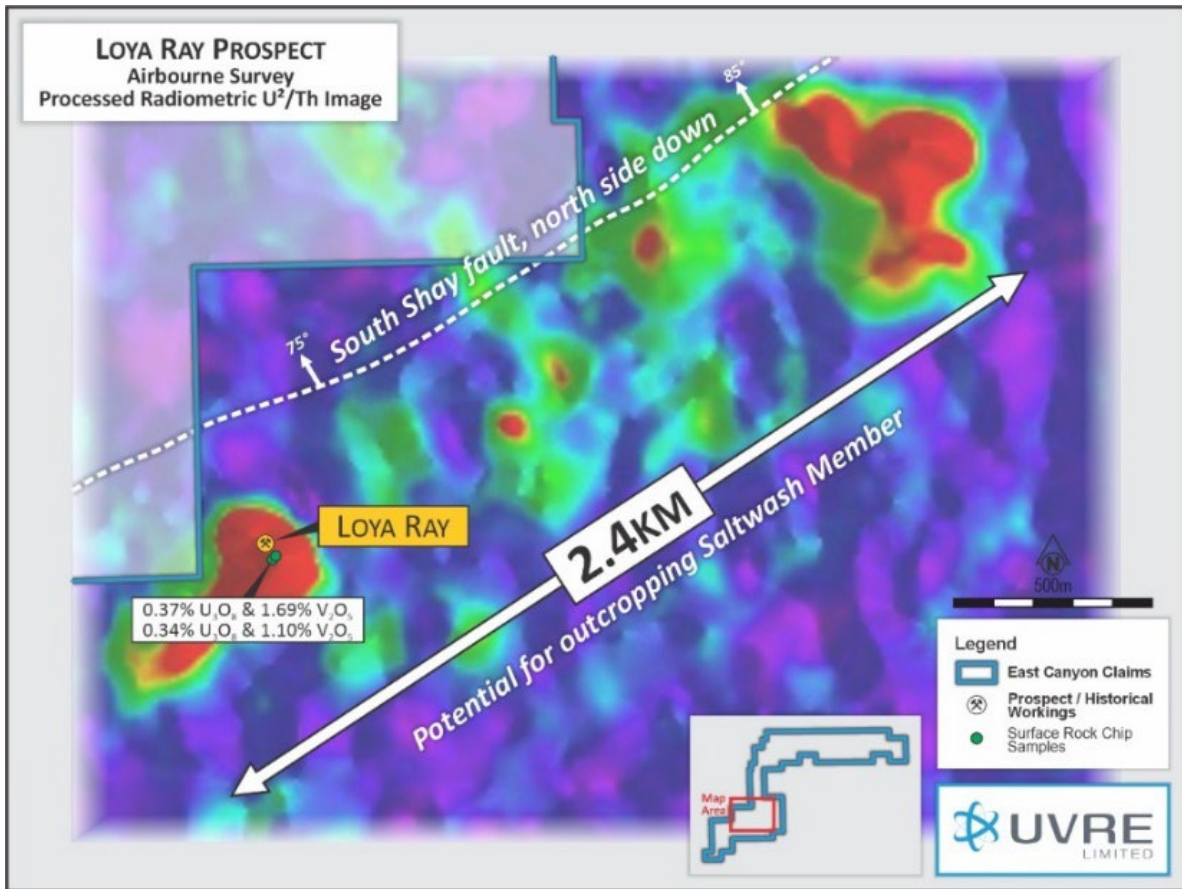 LOYA RAY PROSPECT
Airbourne Survey
Processed Radiometric U²/Th Image
85°
South Shay fault, north side down
75°
LOYA RAY
0.37% U₃O₈ & 1.69% V₂O₅
0.34% U₃O₈ & 1.10% V₂O₅
2.4KM
Potential for outcropping Saltwash Member
N
500m
Legend
East Canyon Claims
Prospect / Historical
Workings
Surface Rock Chip
Samples
Map
Area
UVRE
LIMITED